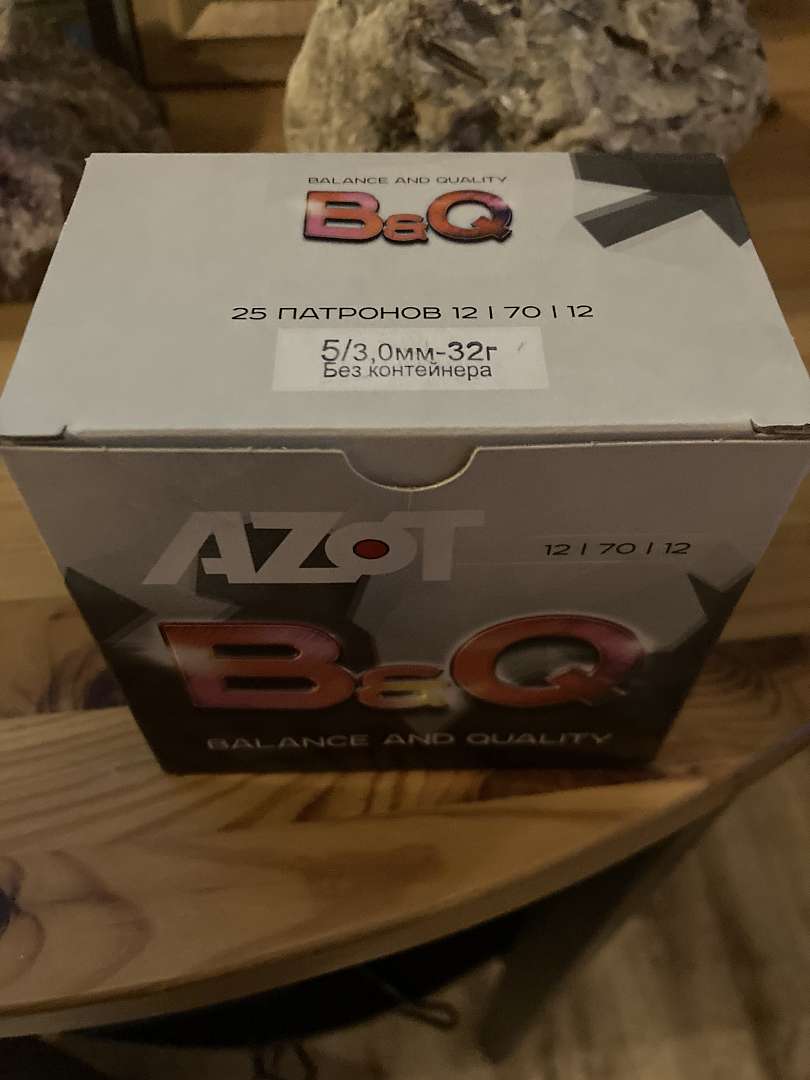 BALANCE AND QUALITY
B&Q
25 ПАТРОНОВ 12 | 70 | 12
5/3,0мм-32г
Без контейнера
AZOT
12 | 70 | 12
B&Q
BALANCE AND QUALITY